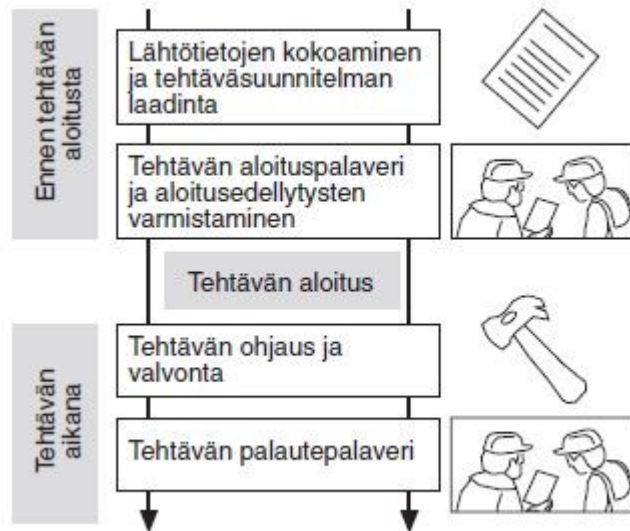 Ennen tehtävän
aloitusta
Lähtötietojen kokoaminen
ja tehtäväsuunnitelman
laadinta
Tehtävän aloituspalaveri
ja aloitusedellytysten
varmistaminen
Tehtävän aloitus
Tehtävän
aikana
Tehtävän ohjaus ja
valvonta
Tehtävän palautepalaveri